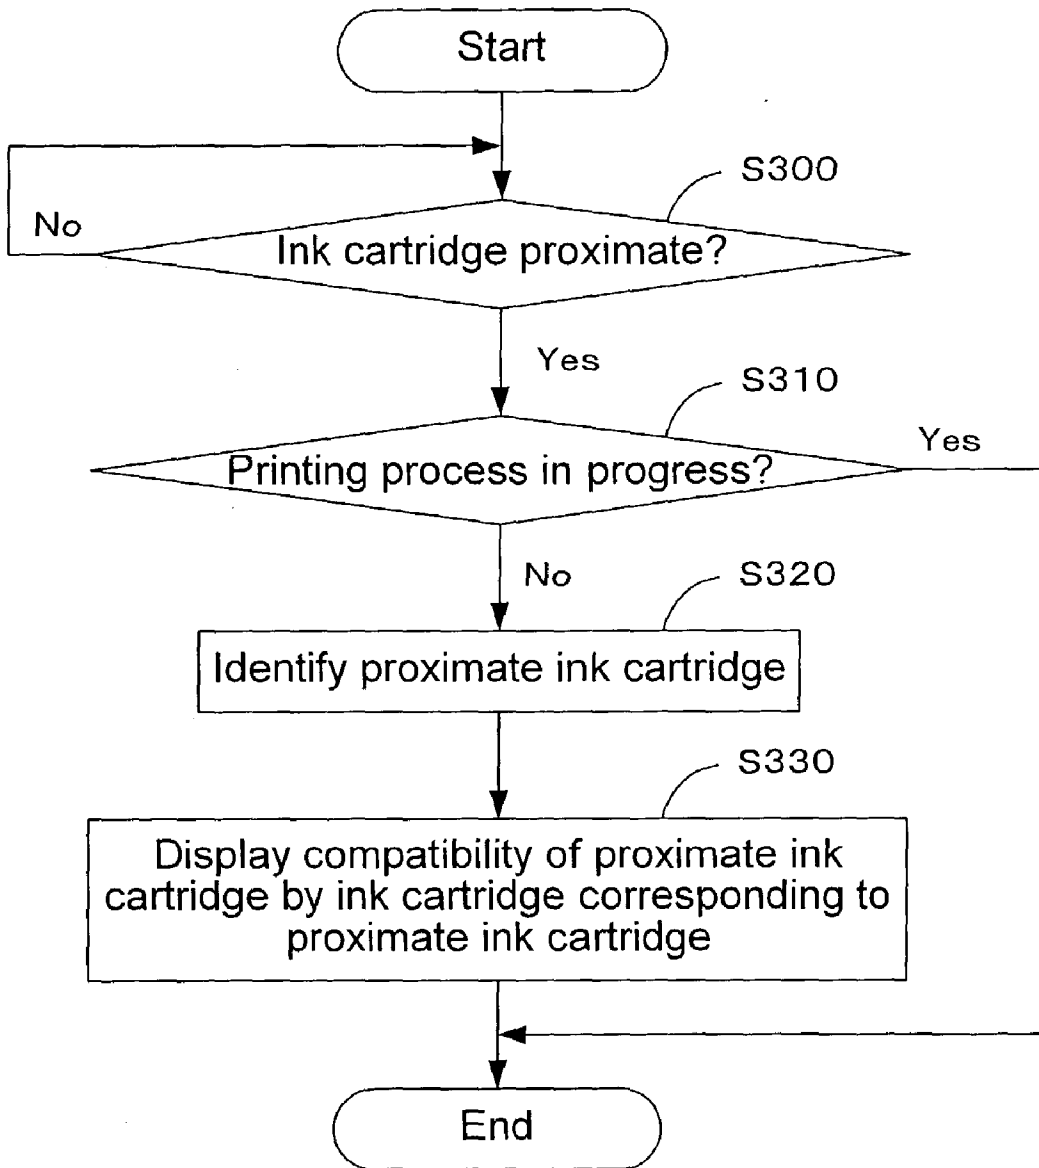 Start
S300
No
Ink cartridge proximate?
Yes
S310
Yes
Printing process in progress?
No
S320
Identify proximate ink cartridge
S330
Display compatibility of proximate ink
cartridge by ink cartridge corresponding to
proximate ink cartridge
End